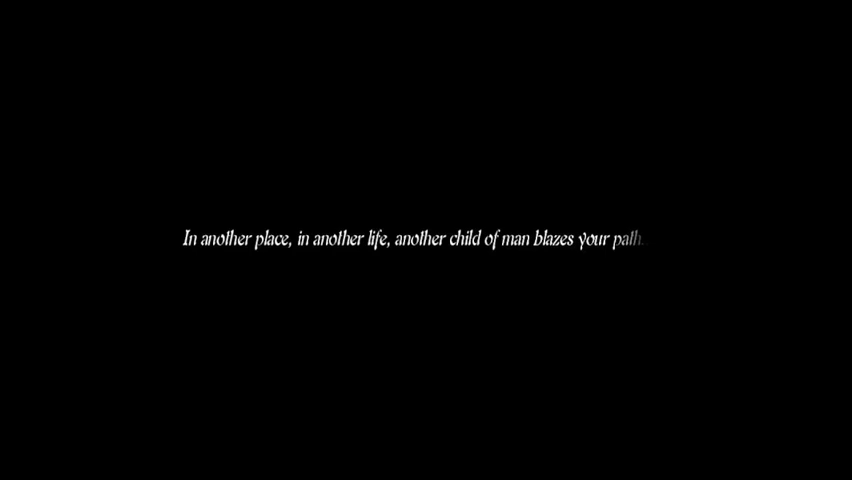 In another place, in another life, another child of man blazes your path.